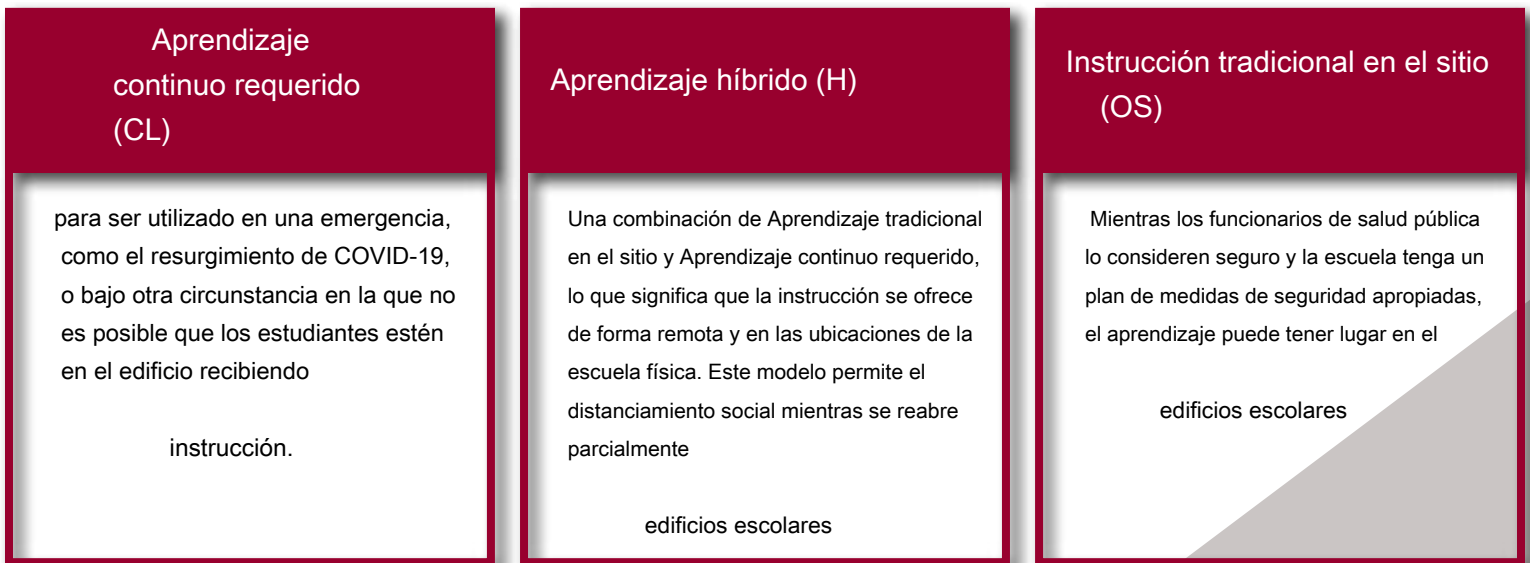 Aprendizaje
continuo requerido
(CL)
para ser utilizado en una emergencia,
como el resurgimiento de COVID-19,
o bajo otra circunstancia en la que no
es posible que los estudiantes estén
en el edificio recibiendo
instrucción.
Aprendizaje híbrido (H)
Una combinación de Aprendizaje tradicional
en el sitio y Aprendizaje continuo requerido,
lo que significa que la instrucción se ofrece
de forma remota y en las ubicaciones de la
escuela física. Este modelo permite el
distanciamiento social mientras se reabre
parcialmente
edificios escolares
Instrucción tradicional en el sitio
(OS)
Mientras los funcionarios de salud pública
lo consideren seguro y la escuela tenga un
plan de medidas de seguridad apropiadas,
el aprendizaje puede tener lugar en el
edificios escolares